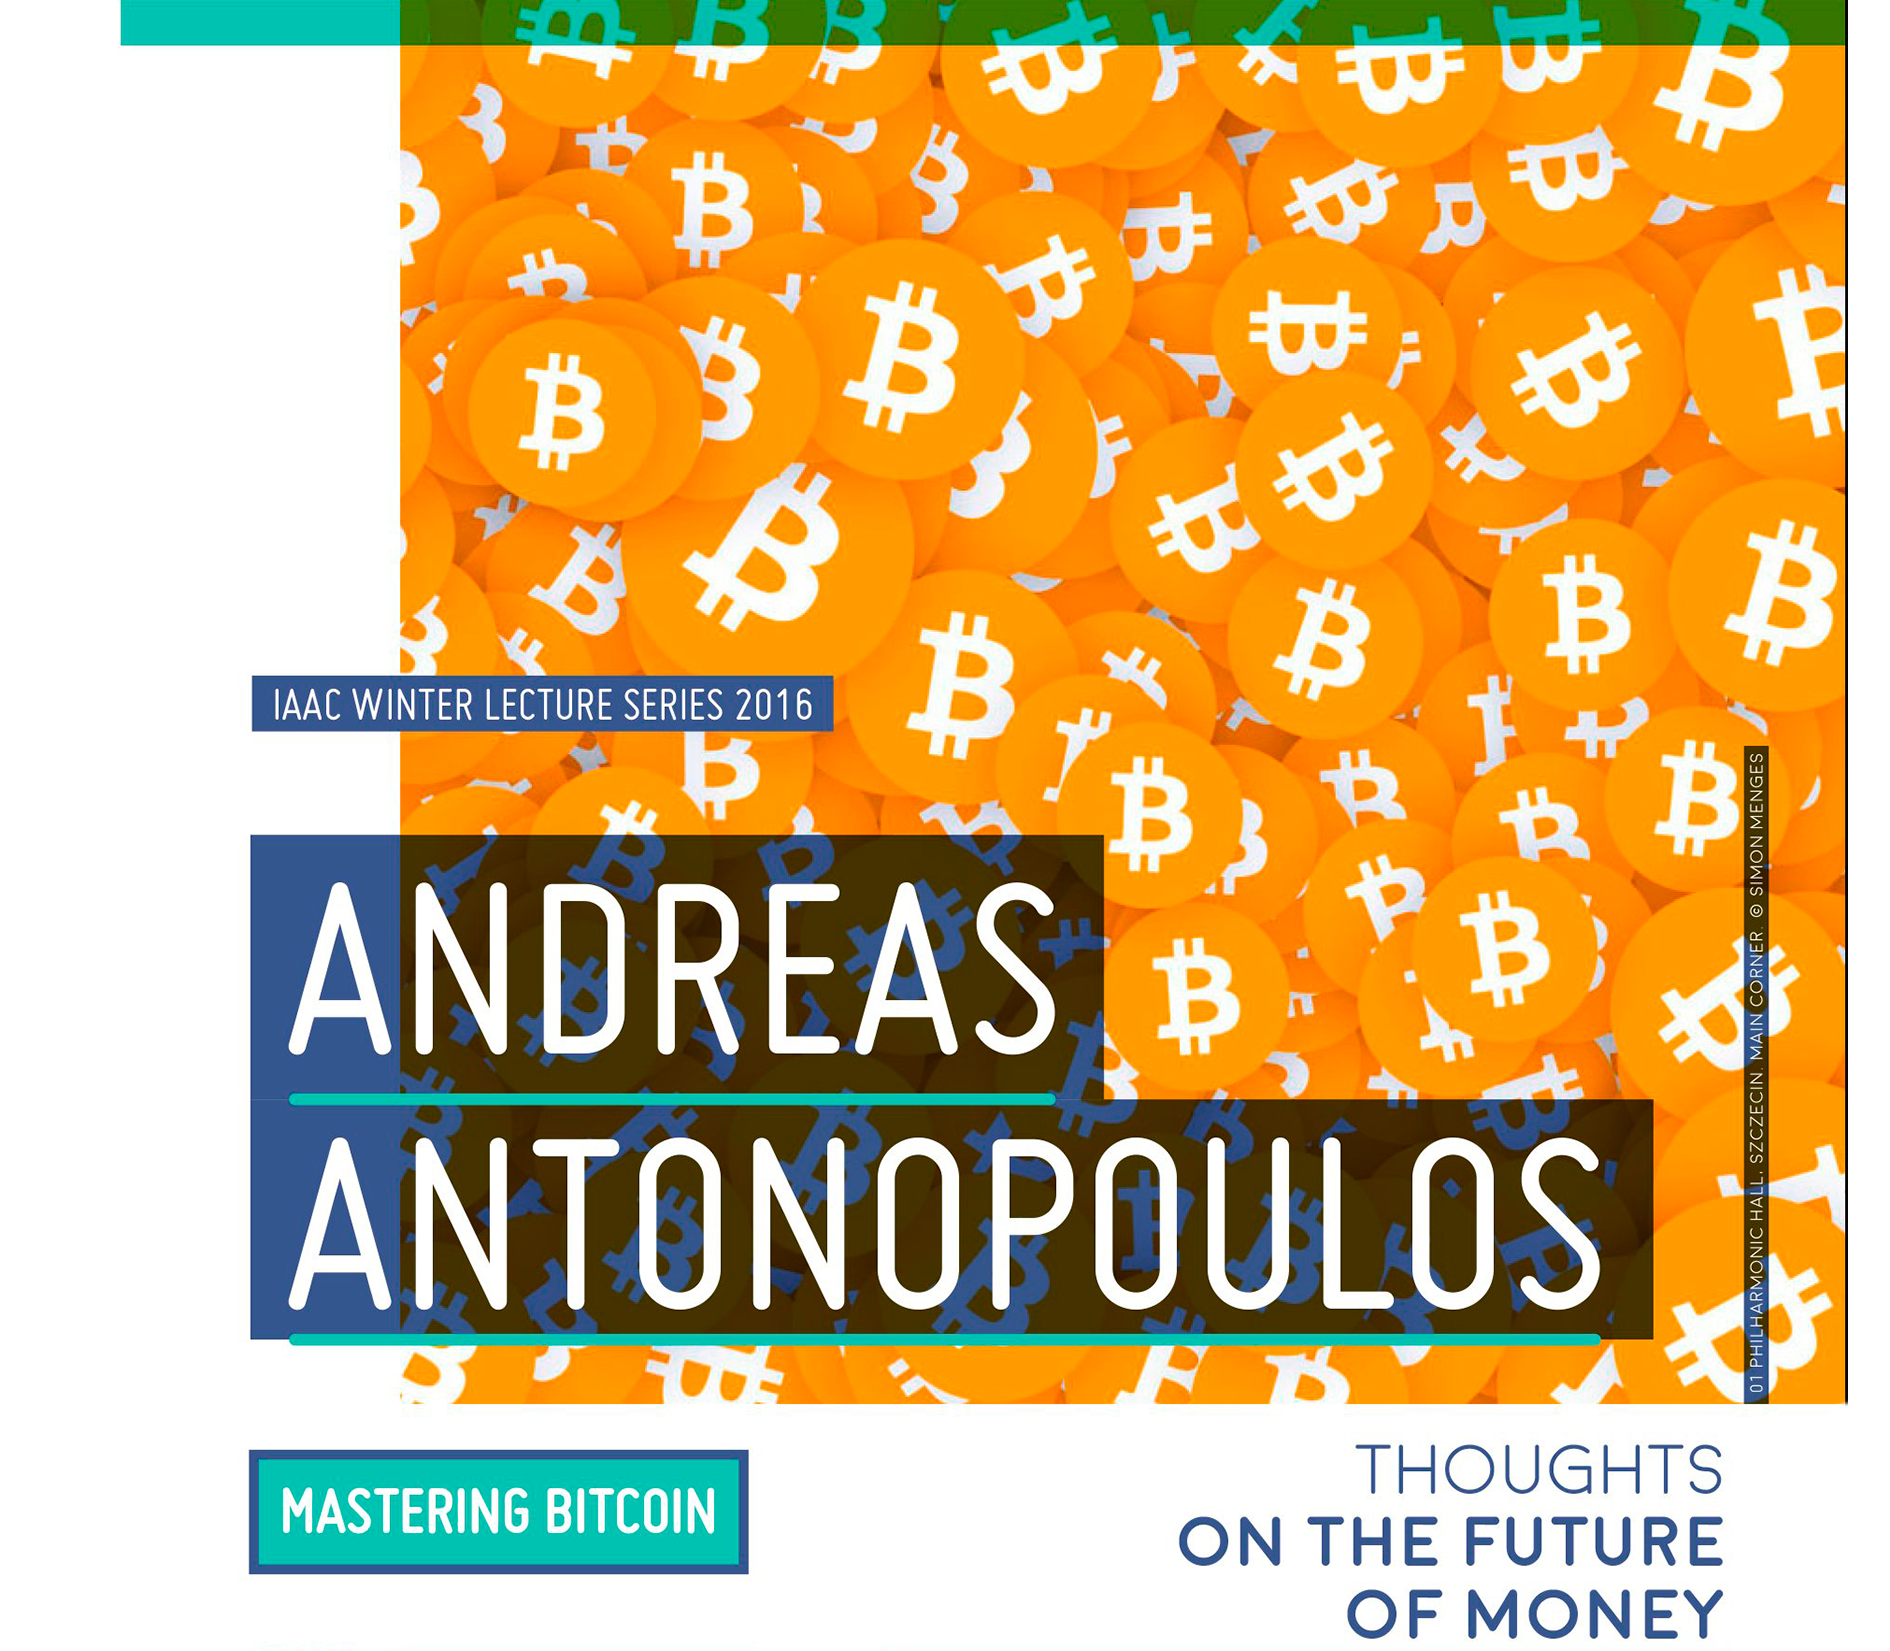 IAAC WINTER LECTURE SERIES 2016
ANDREAS
ANTONOPOULOS
01 PHILHARMONIC HALL. SZCZECIN. MAIN CORNER. © SIMON MENGES
MASTERING BITCOIN
THOUGHTS
ON THE FUTURE
OF MONEY